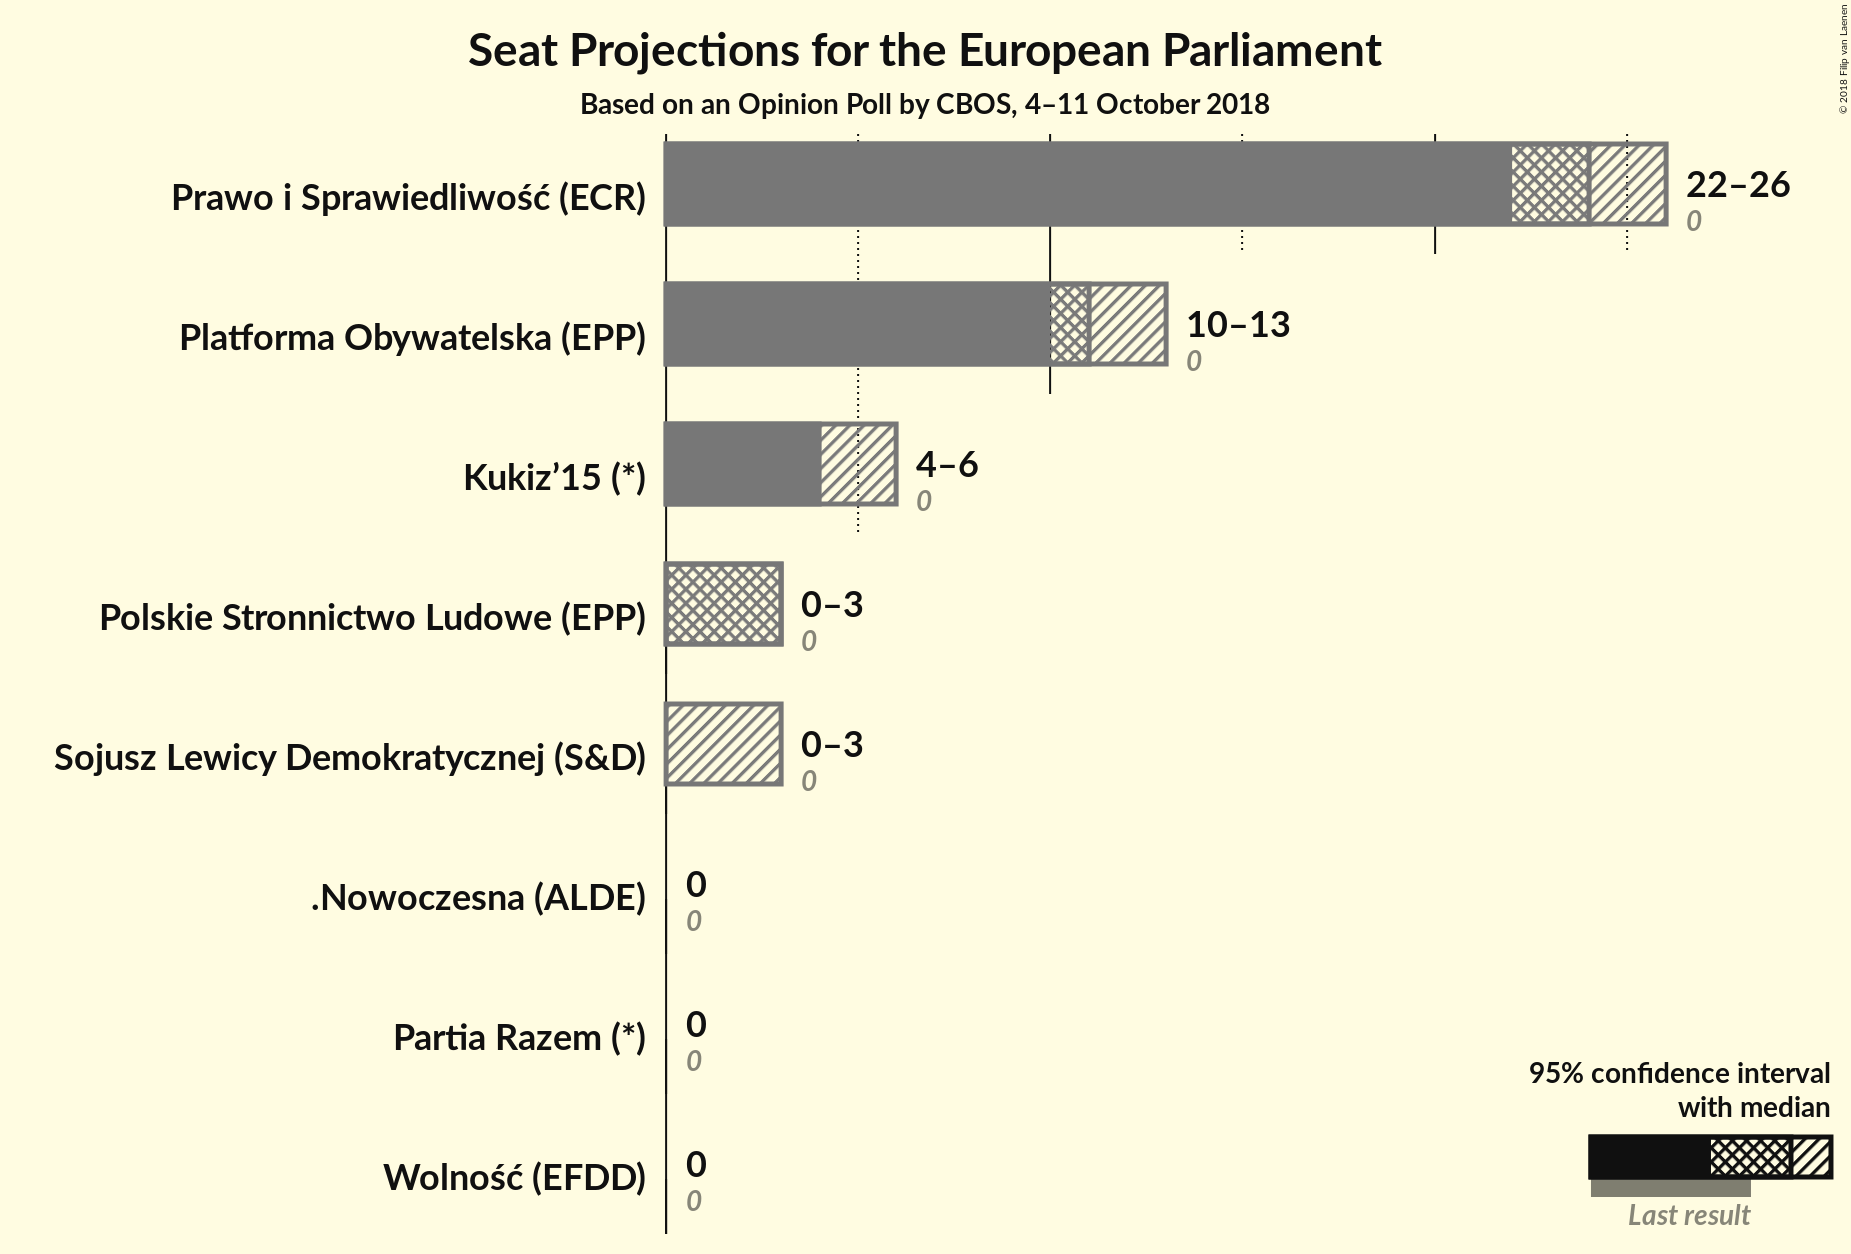 Seat Projections for the European Parliament
Based on an Opinion Poll by CBOS, 4–11 October 2018
© 2018 Filip van Laenen
Prawo i Sprawiedliwość (ECR)
22–26
0
Platforma Obywatelska (EPP)
10–13
0
Kukiz’15 (*)
4–6
0
Polskie Stronnictwo Ludowe (EPP)
0–3
0
Sojusz Lewicy Demokratycznej (S&D)
0–3
0
.Nowoczesna (ALDE)
0
0
Partia Razem (*)
0
0
Wolność (EFDD)
0
0
95% confidence interval
with median
Last result